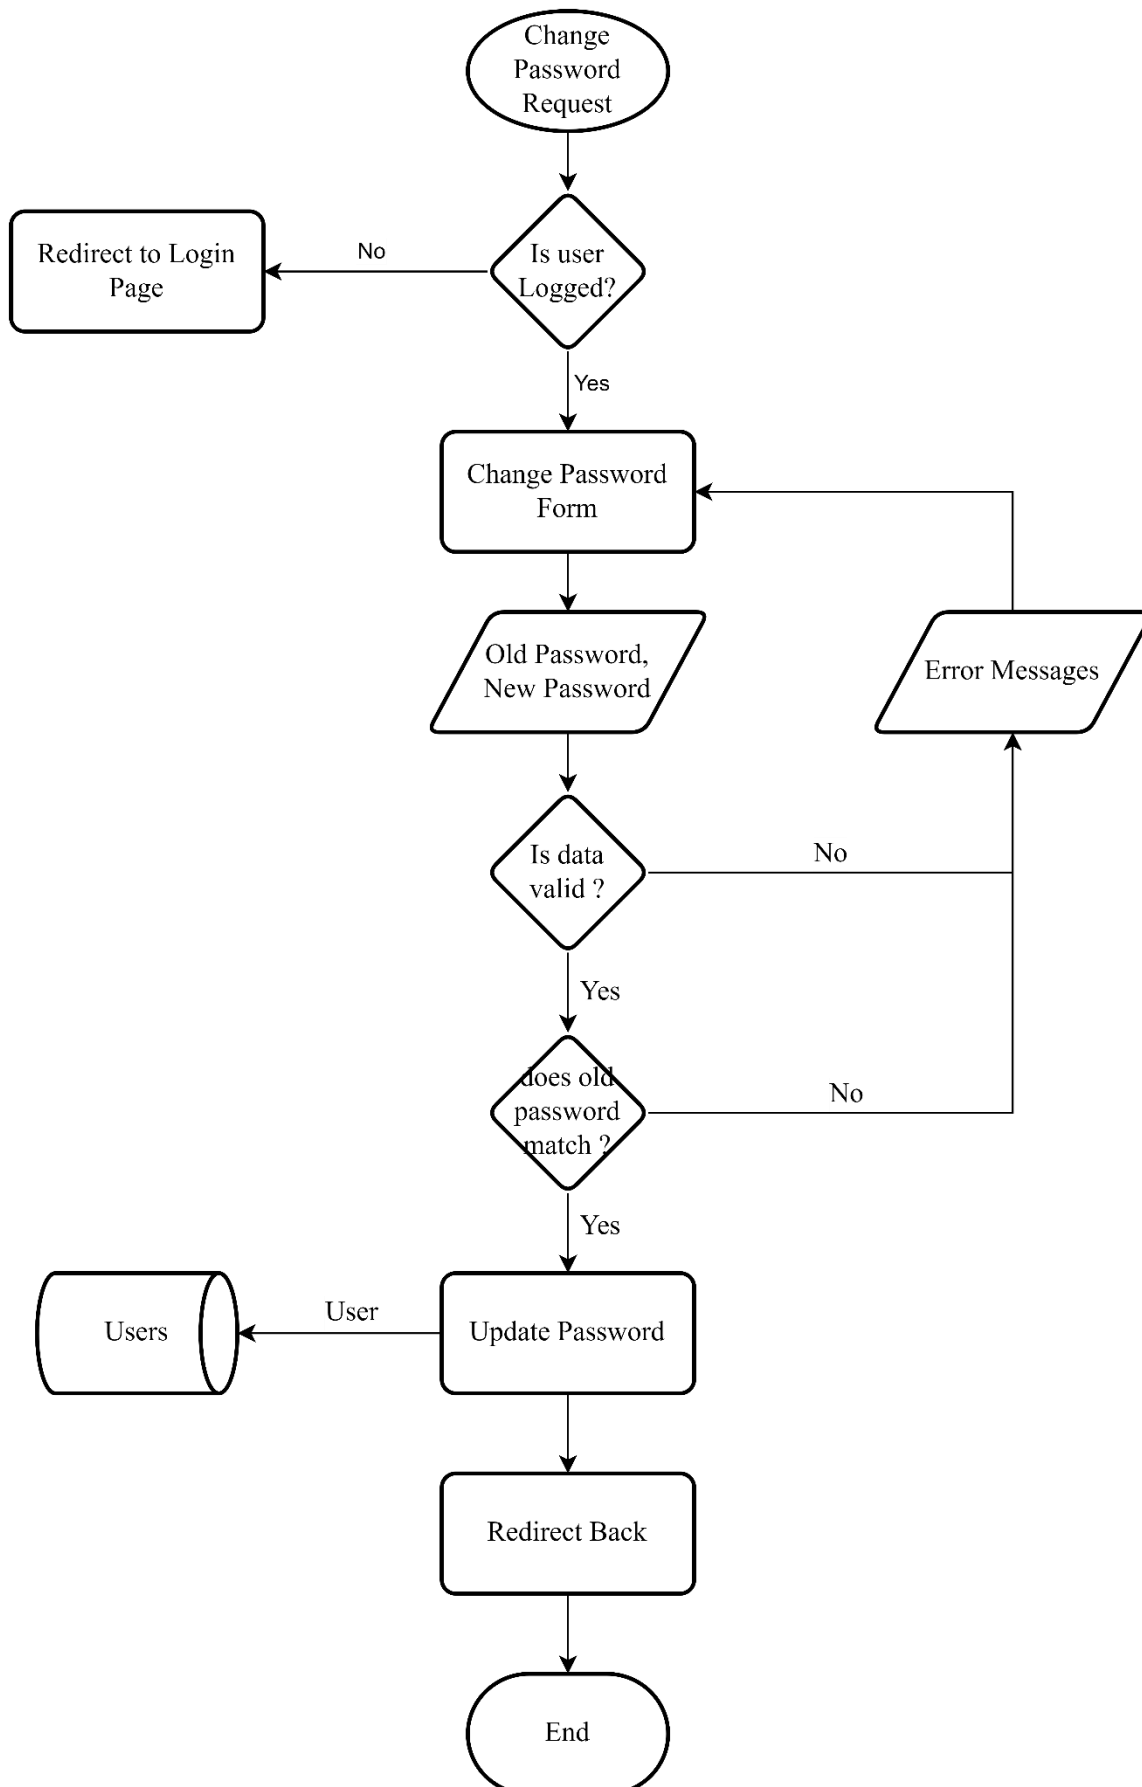 Change
Password
Request
Redirect to Login
Page
No
Is user
Logged?
Yes
Change Password
Form
Old Password,
New Password
Error Messages
Is data
valid ?
No
Yes
does old
password
match ?
No
Yes
Users
User
Update Password
Redirect Back
End